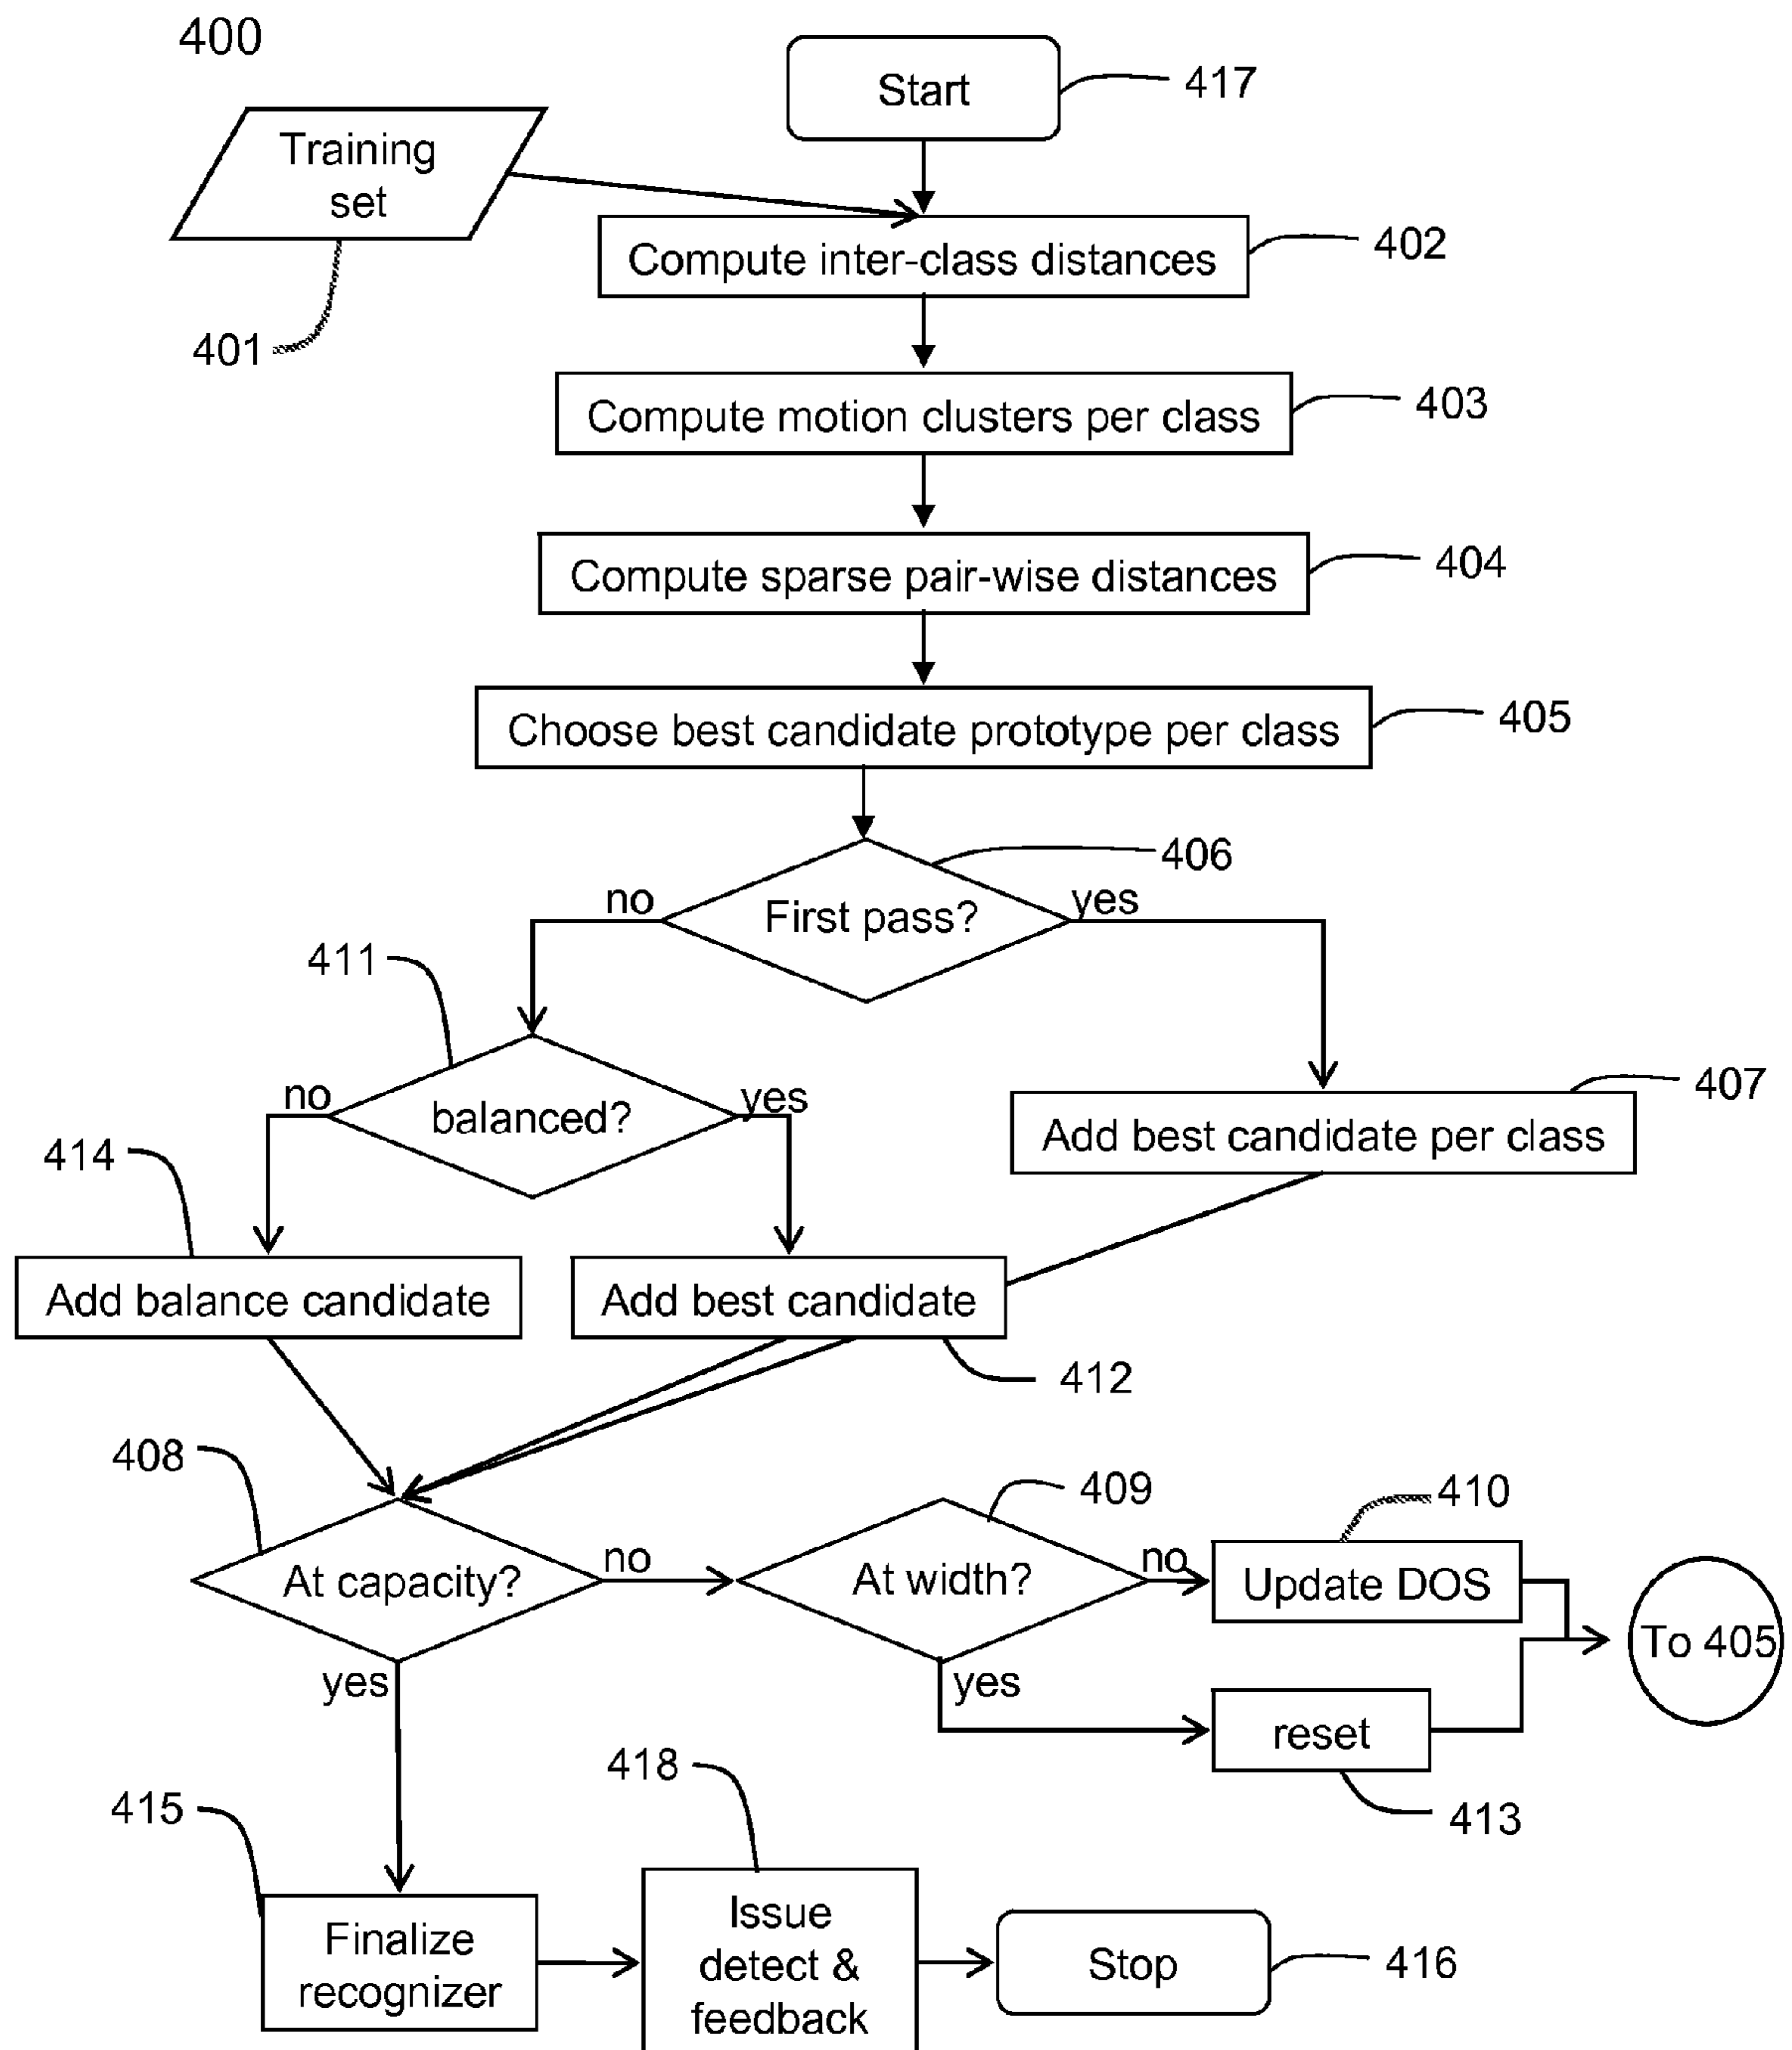 400
Start
417
Training
set
401
Compute inter-class distances
402
Compute motion clusters per class
403
Compute sparse pair-wise distances
404
Choose best candidate prototype per class
405
406
no
First pass?
yes
411
no
balanced?
yes
407
Add best candidate per class
414
Add balance candidate
Add best candidate
412
408
At capacity?
no
409
At width?
no
410
Update DOS
To 405
yes
yes
reset
413
415
Finalize
recognizer
418
Issue
detect &
feedback
Stop
416